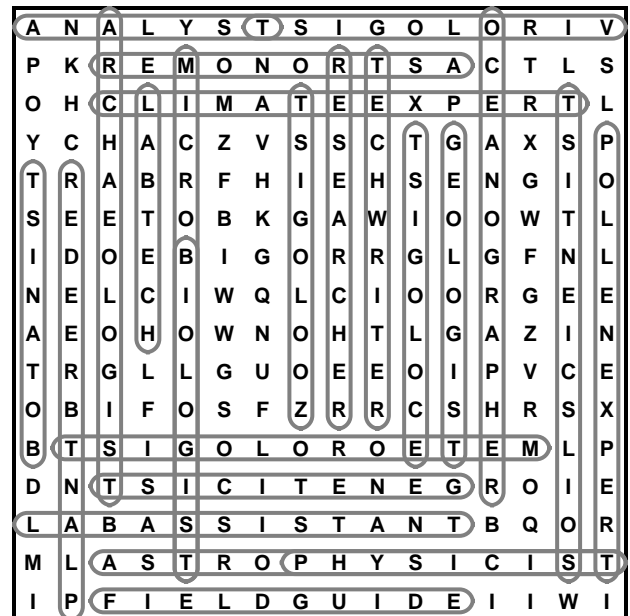 A N A L Y S T S I G O L O R I V
P K R E M O N O R T S A C T L S
O H C L I M A T E E X P E R T L
Y C H A C Z V S S C T G A X S P
T R A B R F H I E H S E N G I O
S E E T O B K G A W I O O W T L
I D O E B I G O R R G L G F N L
N E L C I W Q L C I O O R G E E
A E O H O W N O H T L G A Z I N
T R G L L G U O E E O I P V C E
O B I F O S F Z R R C S H R S X
B T S I G O L O R O E T E M L P
D N T S I C I T E N E G R O I E
L A B A S S I S T A N T B Q O R
M L A S T R O P H Y S I C I S T
I P F I E L D G U I D E I I W I